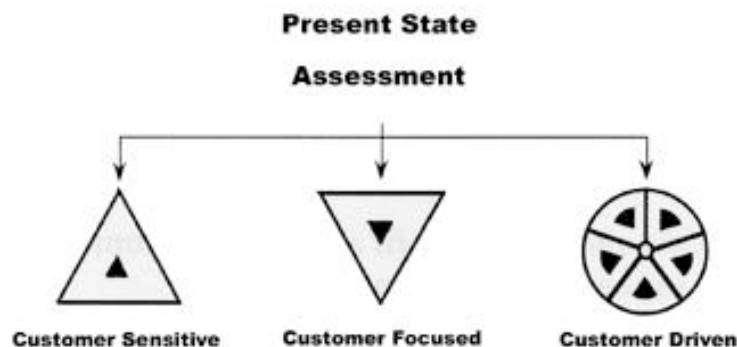 Present State
Assessment
Customer Sensitive
Customer Focused
Customer Driven